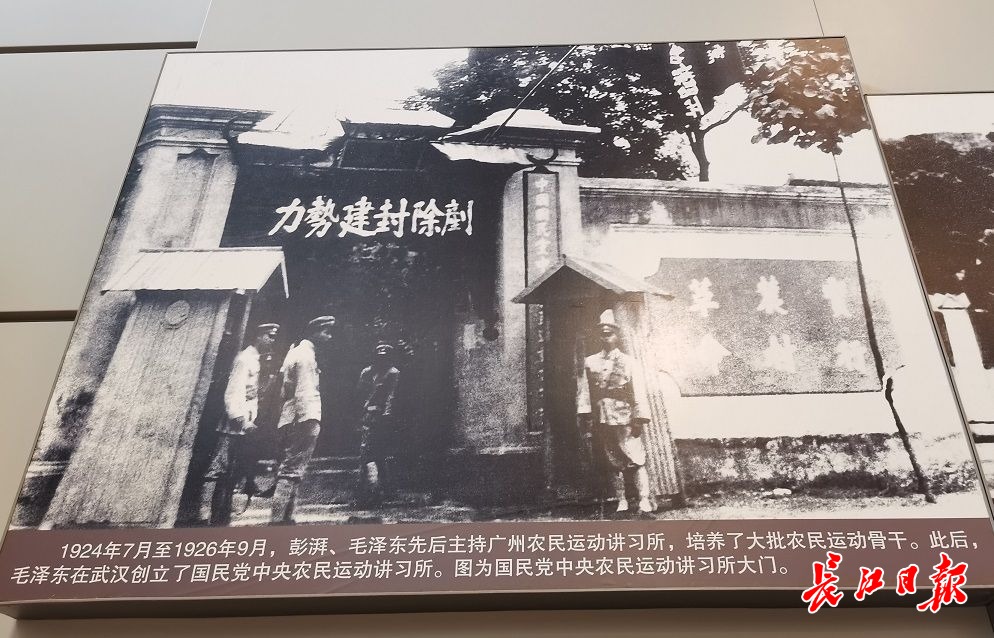 剷除封建勢力
1924年7月至1926年9月，彭湃、毛泽东先后主持广州农民运动讲习所，培养了大批农民运动骨干。此后，
毛泽东在武汉创立了国民党中央农民运动讲习所。图为国民党中央农民运动讲习所大门。
长江日报